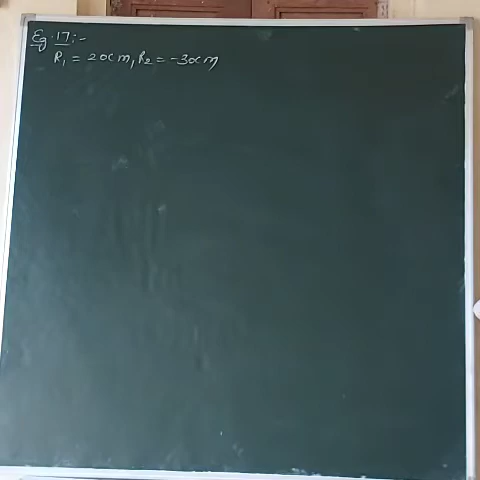 Eg. 17:-
R₁ = 20cm, R₂ = -30cm